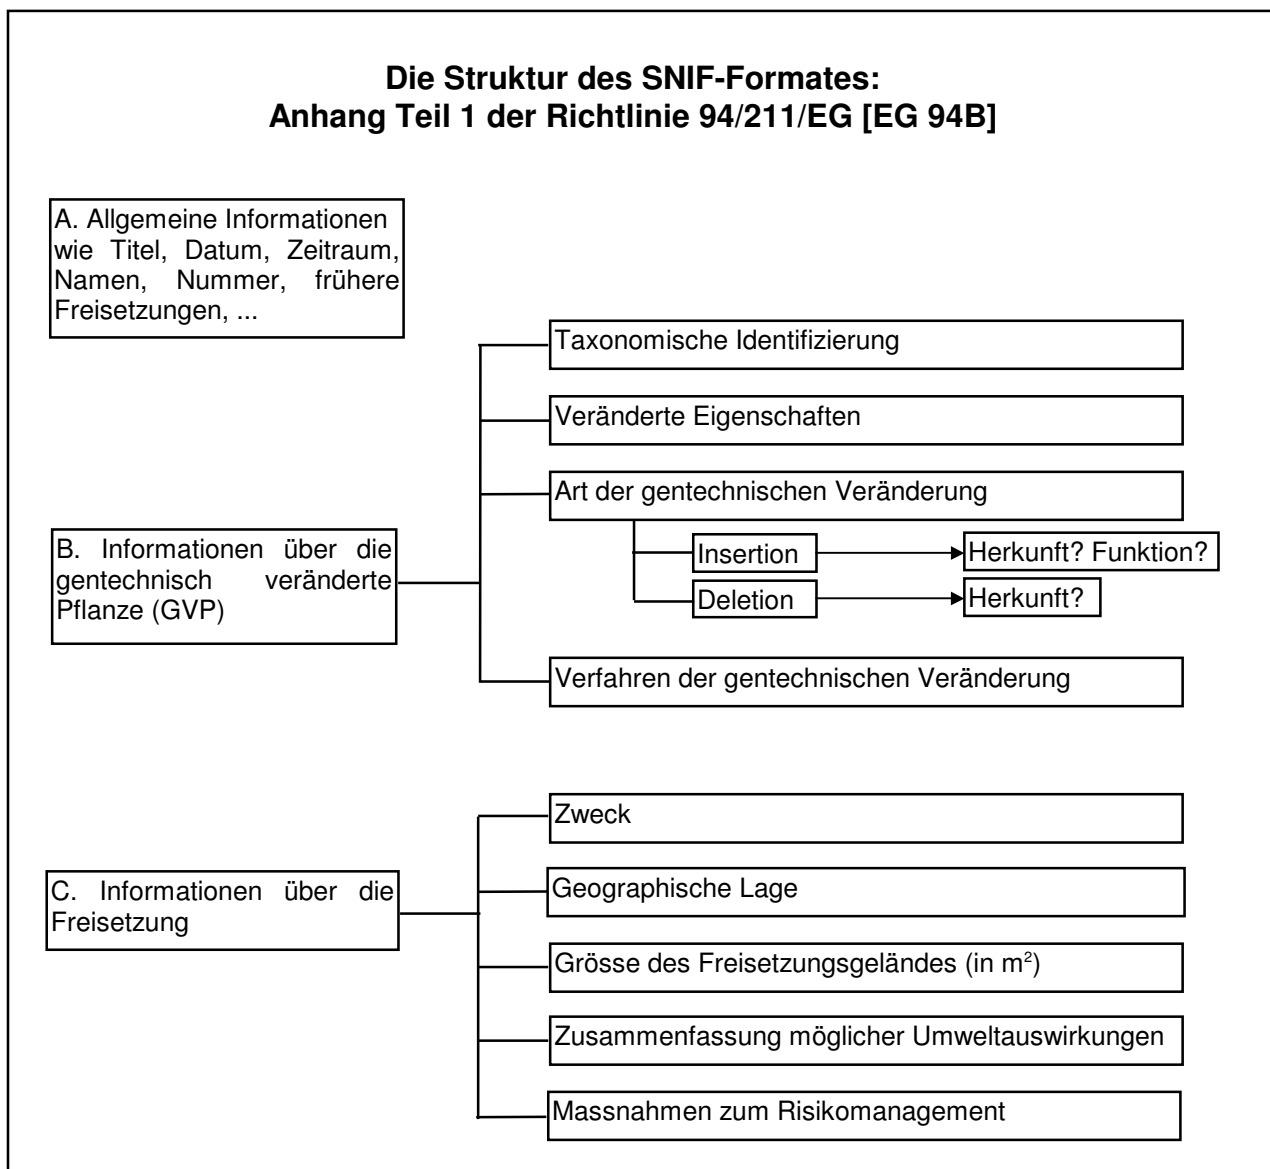 Die Struktur des SNIF-Formates:
Anhang Teil 1 der Richtlinie 94/211/EG [EG 94B]
A. Allgemeine Informationen
wie Titel, Datum, Zeitraum,
Namen, Nummer, frühere
Freisetzungen, ...
Taxonomische Identifizierung
Veränderte Eigenschaften
Art der gentechnischen Veränderung
Insertion
Herkunft? Funktion?
Deletion
Herkunft?
B. Informationen über die
gentechnisch veränderte
Pflanze (GVP)
Verfahren der gentechnischen Veränderung
Zweck
C. Informationen über die
Freisetzung
Geographische Lage
Grösse des Freisetzungsgeländes (in m²)
Zusammenfassung möglicher Umweltauswirkungen
Massnahmen zum Risikomanagement